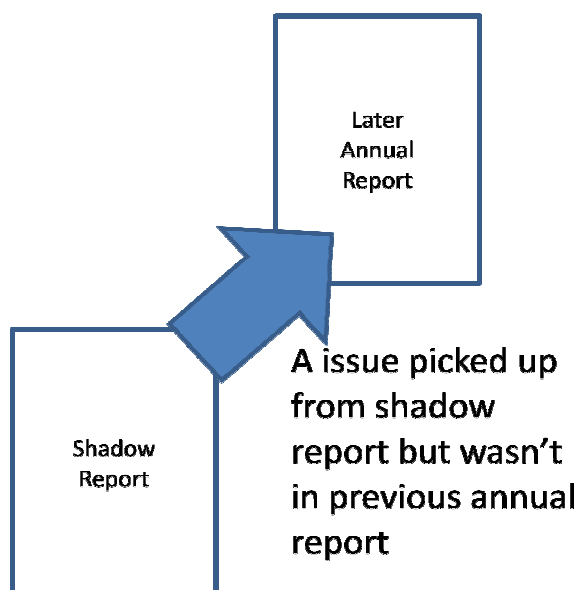 Later
Annual
Report
A issue picked up
from shadow
report but wasn't
in previous annual
report
Shadow
Report